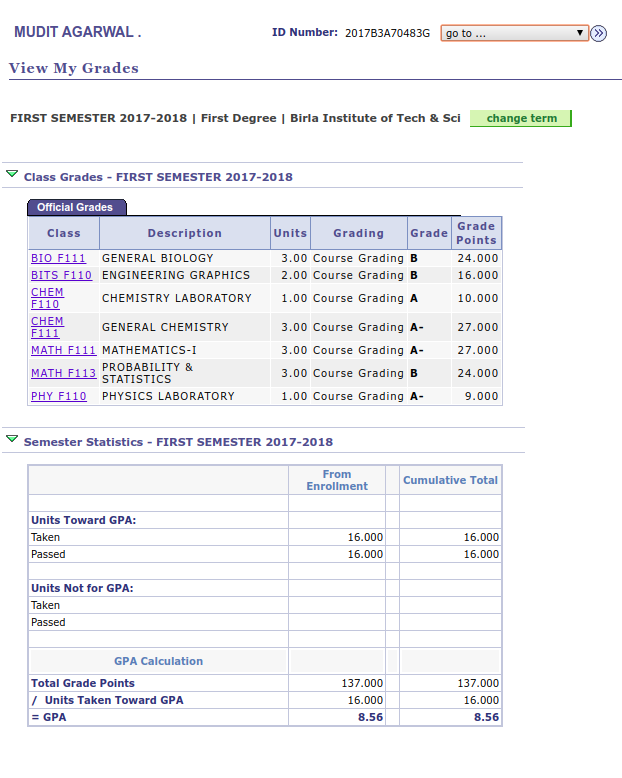 MUDIT AGARWAL . ID Number: 2017B3A70483G go to ...
View My Grades
FIRST SEMESTER 2017-2018 | First Degree | Birla Institute of Tech & Sci change term
Class Grades - FIRST SEMESTER 2017-2018
Official Grades
Class Description Units Grading Grade Grade Points
BIO F111 GENERAL BIOLOGY 3.00 Course Grading B 24.000
BITS F110 ENGINEERING GRAPHICS 2.00 Course Grading B 16.000
CHEM F110 CHEMISTRY LABORATORY 1.00 Course Grading A 10.000
CHEM F111 GENERAL CHEMISTRY 3.00 Course Grading A- 27.000
MATH F111 MATHEMATICS-I 3.00 Course Grading A- 27.000
MATH F113 PROBABILITY & STATISTICS 3.00 Course Grading B 24.000
PHY F110 PHYSICS LABORATORY 1.00 Course Grading A- 9.000
Semester Statistics - FIRST SEMESTER 2017-2018
From Enrollment Cumulative Total
Units Toward GPA:
Taken 16.000 16.000
Passed 16.000 16.000
Units Not for GPA:
Taken
Passed
GPA Calculation
Total Grade Points 137.000 137.000
/ Units Taken Toward GPA 16.000 16.000
= GPA 8.56 8.56